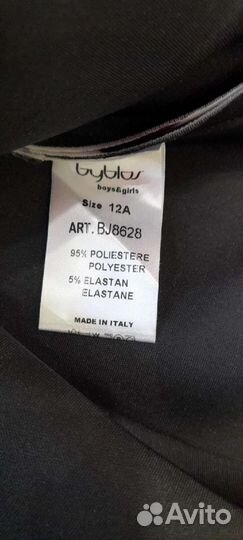 byblos
boys&girls
Size 12A
ART. BJ8628
95% POLIESTERE
POLYESTER
5% ELASTAN
ELASTANE
MADE IN ITALY
Avito